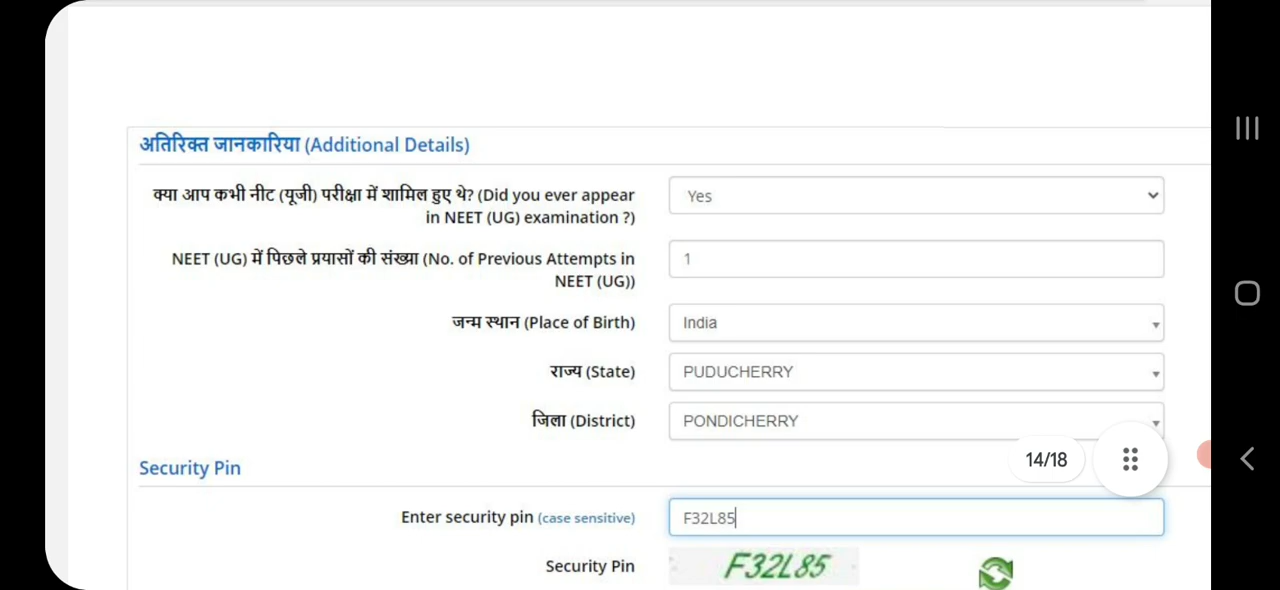 अतिरिक्त जानकारिया (Additional Details)
क्या आप कभी नीट (यूजी) परीक्षा में शामिल हुए थे? (Did you ever appear
in NEET (UG) examination ?)
Yes
NEET (UG) में पिछले प्रयासों की संख्या (No. of Previous Attempts in
NEET (UG))
1
जन्म स्थान (Place of Birth)
India
राज्य (State)
PUDUCHERRY
जिला (District)
PONDICHERRY
14/18
Security Pin
Enter security pin (case sensitive)
F32L85
Security Pin
F32L85